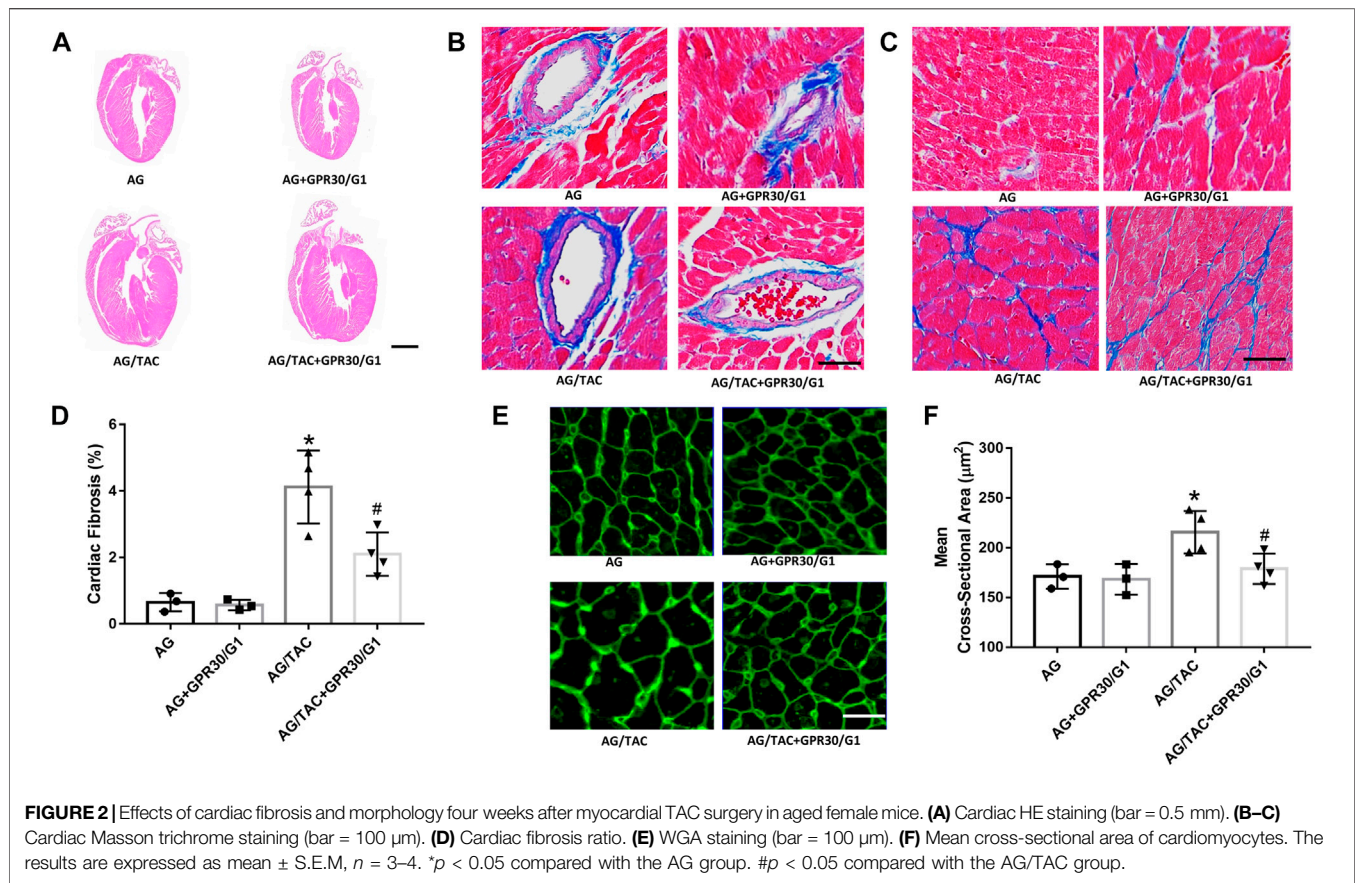 A
AG
AG+GPR30/G1
AG/TAC
AG/TAC+GPR30/G1
B
AG
AG+GPR30/G1
AG/TAC
AG/TAC+GPR30/G1
C
AG
AG+GPR30/G1
AG/TAC
AG/TAC+GPR30/G1
D
Cardiac Fibrosis (%)
6
4
2
0
*
#
AG
AG+GPR30/G1
AG/TAC
AG/TAC+GPR30/G1
E
AG
AG+GPR30/G1
AG/TAC
AG/TAC+GPR30/G1
F
Mean
Cross-Sectional Area (μm²)
300
250
200
150
100
*
#
AG
AG+GPR30/G1
AG/TAC
AG/TAC+GPR30/G1
FIGURE 2 | Effects of cardiac fibrosis and morphology four weeks after myocardial TAC surgery in aged female mice. (A) Cardiac HE staining (bar = 0.5 mm). (B–C)
Cardiac Masson trichrome staining (bar = 100 μm). (D) Cardiac fibrosis ratio. (E) WGA staining (bar = 100 μm). (F) Mean cross-sectional area of cardiomyocytes. The
results are expressed as mean ± S.E.M, n = 3–4. *p < 0.05 compared with the AG group. #p < 0.05 compared with the AG/TAC group.